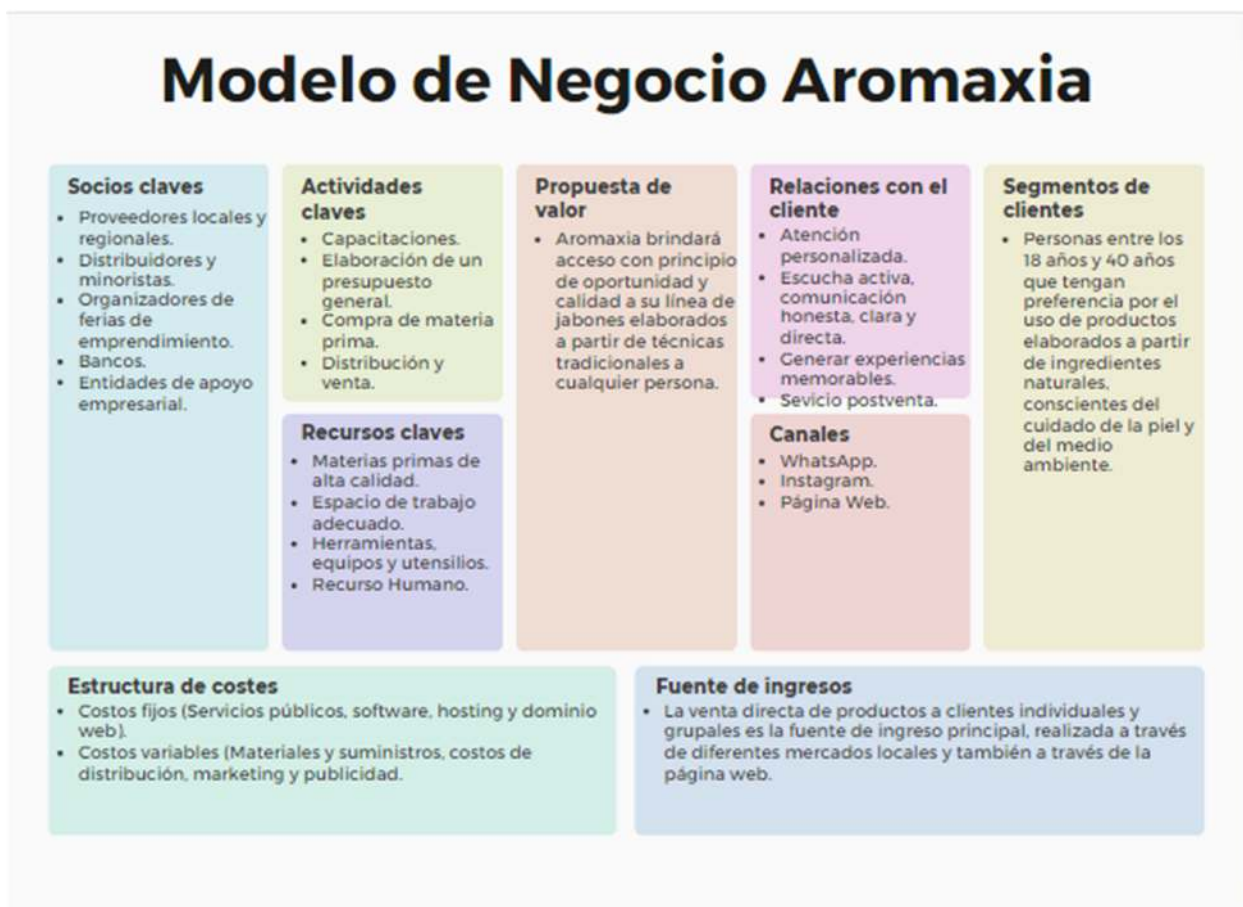 Modelo de Negocio Aromaxia
Socios claves
• Proveedores locales y
regionales.
• Distribuidores y
minoristas.
• Organizadores de
ferias de
emprendimiento.
• Bancos.
• Entidades de apoyo
empresarial.
Actividades
claves
• Capacitaciones.
• Elaboración de un
presupuesto
general.
• Compra de materia
prima.
• Distribución y
venta.
Recursos claves
• Materias primas de
alta calidad.
• Espacio de trabajo
adecuado.
• Herramientas,
equipos y utensilios.
• Recurso Humano.
Propuesta de
valor
• Aromaxia brindará
acceso con principio
de oportunidad y
calidad a su línea de
jabones elaborados
a partir de técnicas
tradicionales a
cualquier persona.
Relaciones con el
cliente
• Atención
personalizada.
• Escucha activa,
comunicación
honesta, clara y
directa.
• Generar experiencias
memorables.
• Sevicio postventa.
Canales
• WhatsApp.
• Instagram.
• Página Web.
Segmentos de
clientes
• Personas entre los
18 años y 40 años
que tengan
preferencia por el
uso de productos
elaborados a partir
de ingredientes
naturales,
conscientes del
cuidado de la piel y
del medio
ambiente.
Estructura de costes
• Costos fijos (Servicios públicos, software, hosting y dominio
web).
• Costos variables (Materiales y suministros, costos de
distribución, marketing y publicidad.
Fuente de ingresos
• La venta directa de productos a clientes individuales y
grupales es la fuente de ingreso principal, realizada a través
de diferentes mercados locales y también a través de la
página web.